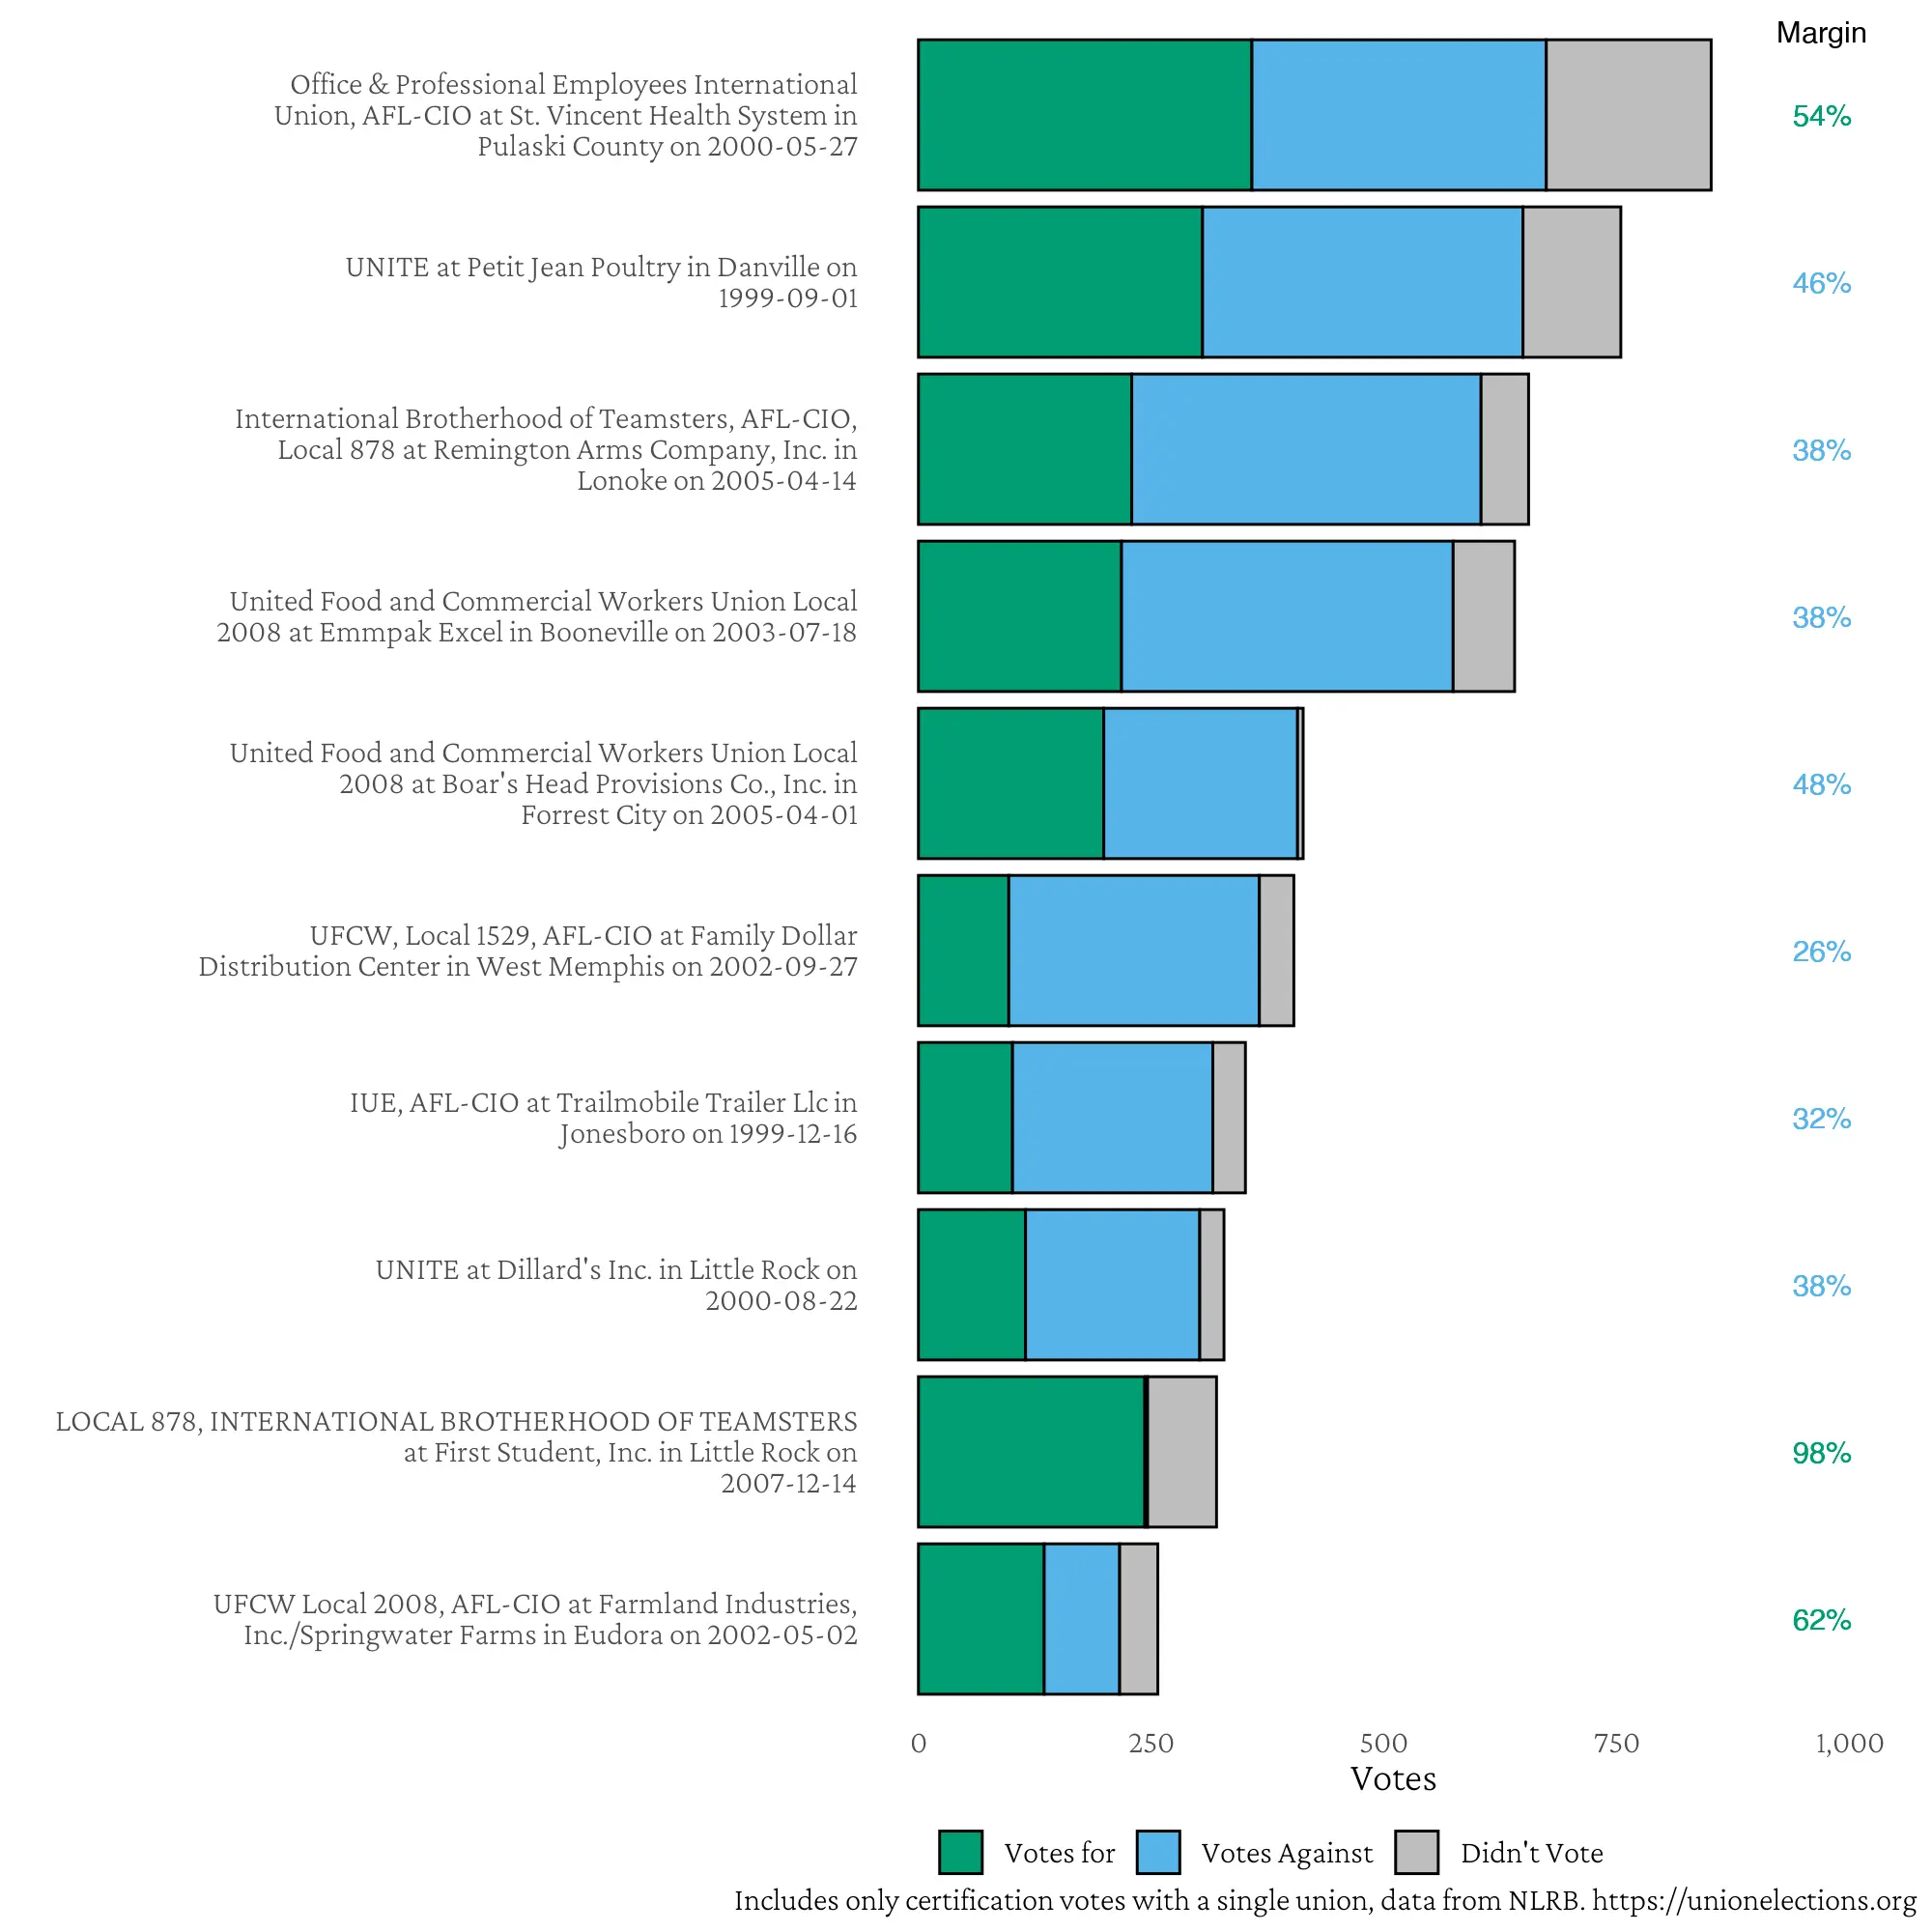 Margin
Office & Professional Employees International
Union, AFL-CIO at St. Vincent Health System in
Pulaski County on 2000-05-27
54%
UNITE at Petit Jean Poultry in Danville on
1999-09-01
46%
International Brotherhood of Teamsters, AFL-CIO,
Local 878 at Remington Arms Company, Inc. in
Lonoke on 2005-04-14
38%
United Food and Commercial Workers Union Local
2008 at Emmpak Excel in Booneville on 2003-07-18
38%
United Food and Commercial Workers Union Local
2008 at Boar's Head Provisions Co., Inc. in
Forrest City on 2005-04-01
48%
UFCW, Local 1529, AFL-CIO at Family Dollar
Distribution Center in West Memphis on 2002-09-27
26%
IUE, AFL-CIO at Trailmobile Trailer Llc in
Jonesboro on 1999-12-16
32%
UNITE at Dillard's Inc. in Little Rock on
2000-08-22
38%
LOCAL 878, INTERNATIONAL BROTHERHOOD OF TEAMSTERS
at First Student, Inc. in Little Rock on
2007-12-14
98%
UFCW Local 2008, AFL-CIO at Farmland Industries,
Inc./Springwater Farms in Eudora on 2002-05-02
62%
0 250 500 750 1,000
Votes
Votes for Votes Against Didn't Vote
Includes only certification votes with a single union, data from NLRB. https://unionelections.org